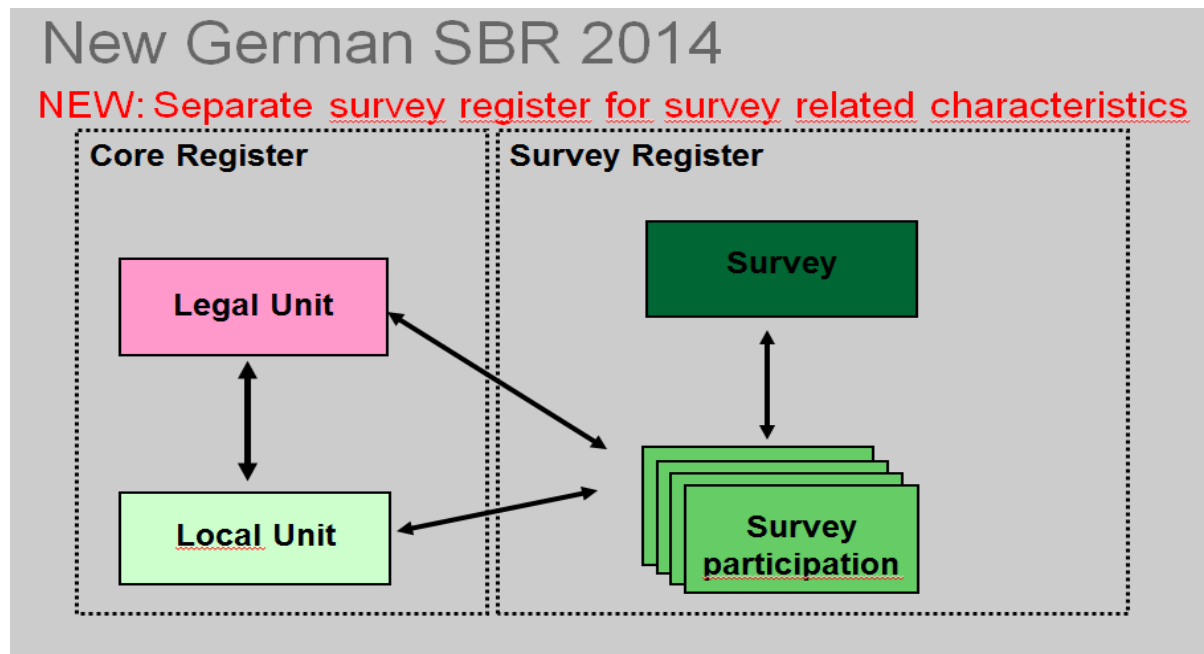 New German SBR 2014
NEW: Separate survey register for survey related characteristics
Core Register
Survey Register
Legal Unit
Survey
Local Unit
Survey
participation